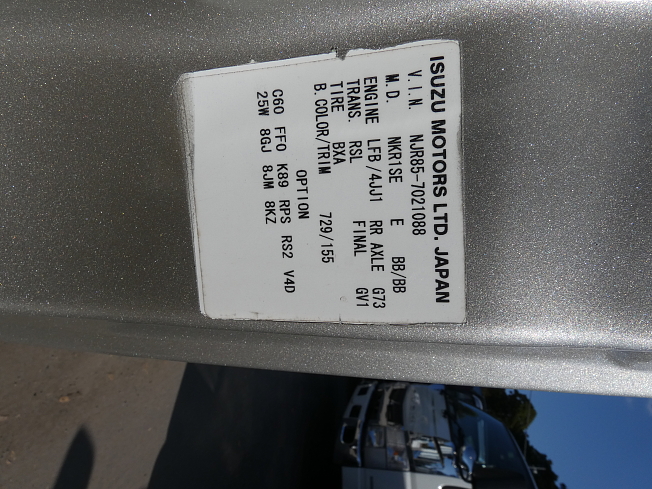 ISUZU MOTORS LTD. JAPAN
V.I.N. NJR85-7021088
M.D. NKR1SE E BB/BB
ENGINE LFB/4JJ1 RR AXLE G73
TRANS. RSL FINAL GV1
TIRE BXA
B.COLOR/TRIM 729/155
OPTION
C60 FF0 K89 RPS RS2 V4D
25W 8GJ 8JM 8KZ